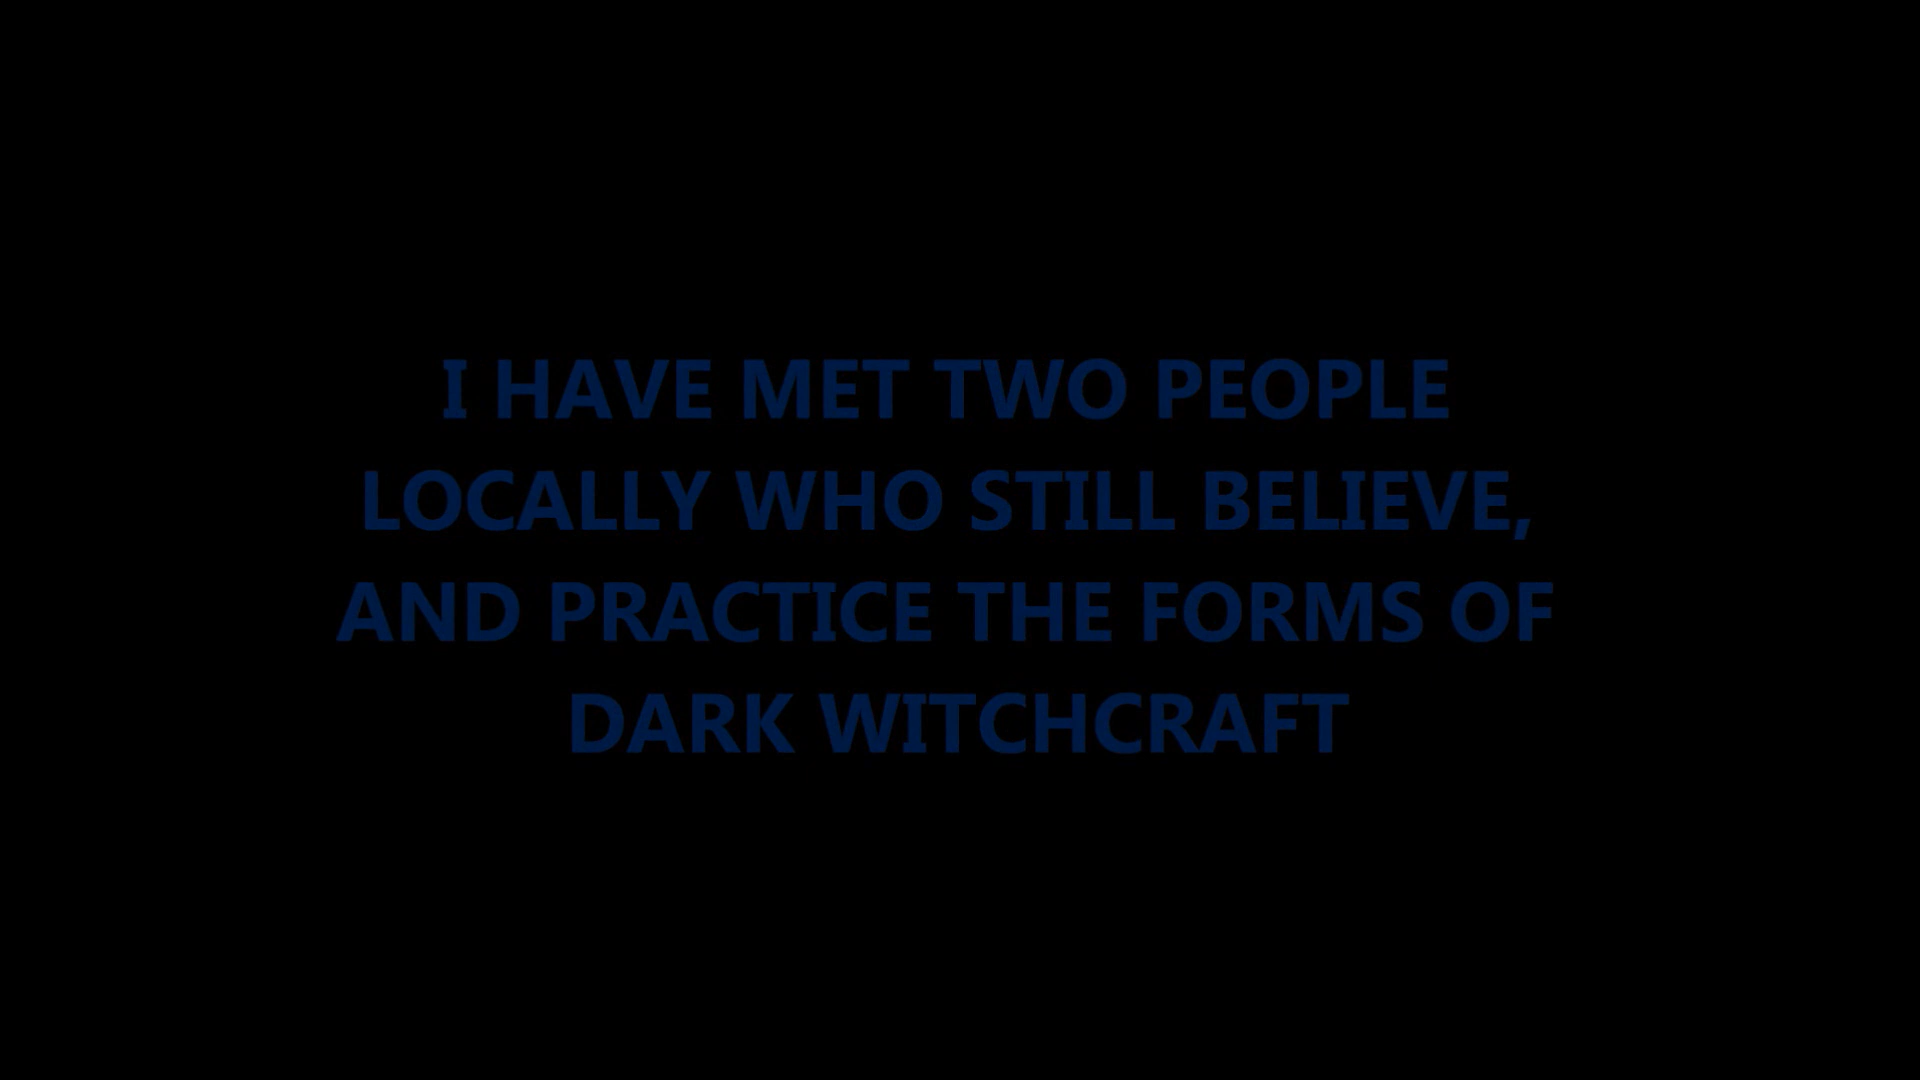 I HAVE MET TWO PEOPLE
LOCALLY WHO STILL BELIEVE,
AND PRACTICE THE FORMS OF
DARK WITCHCRAFT